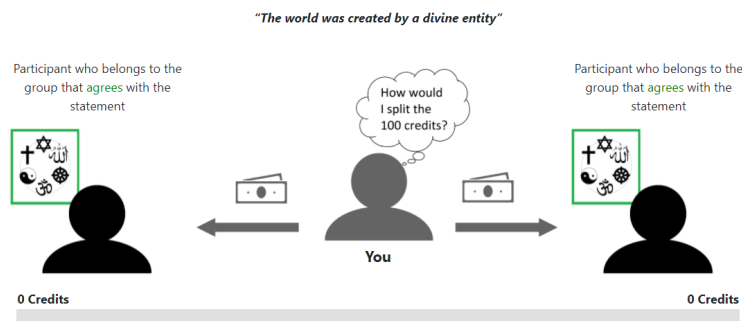 “The world was created by a divine entity”
Participant who belongs to the
group that agrees with the
statement
How would
I split the
100 credits?
Participant who belongs to the
group that agrees with the
statement
الله
ॐ
الله
ॐ
You
0 Credits
0 Credits